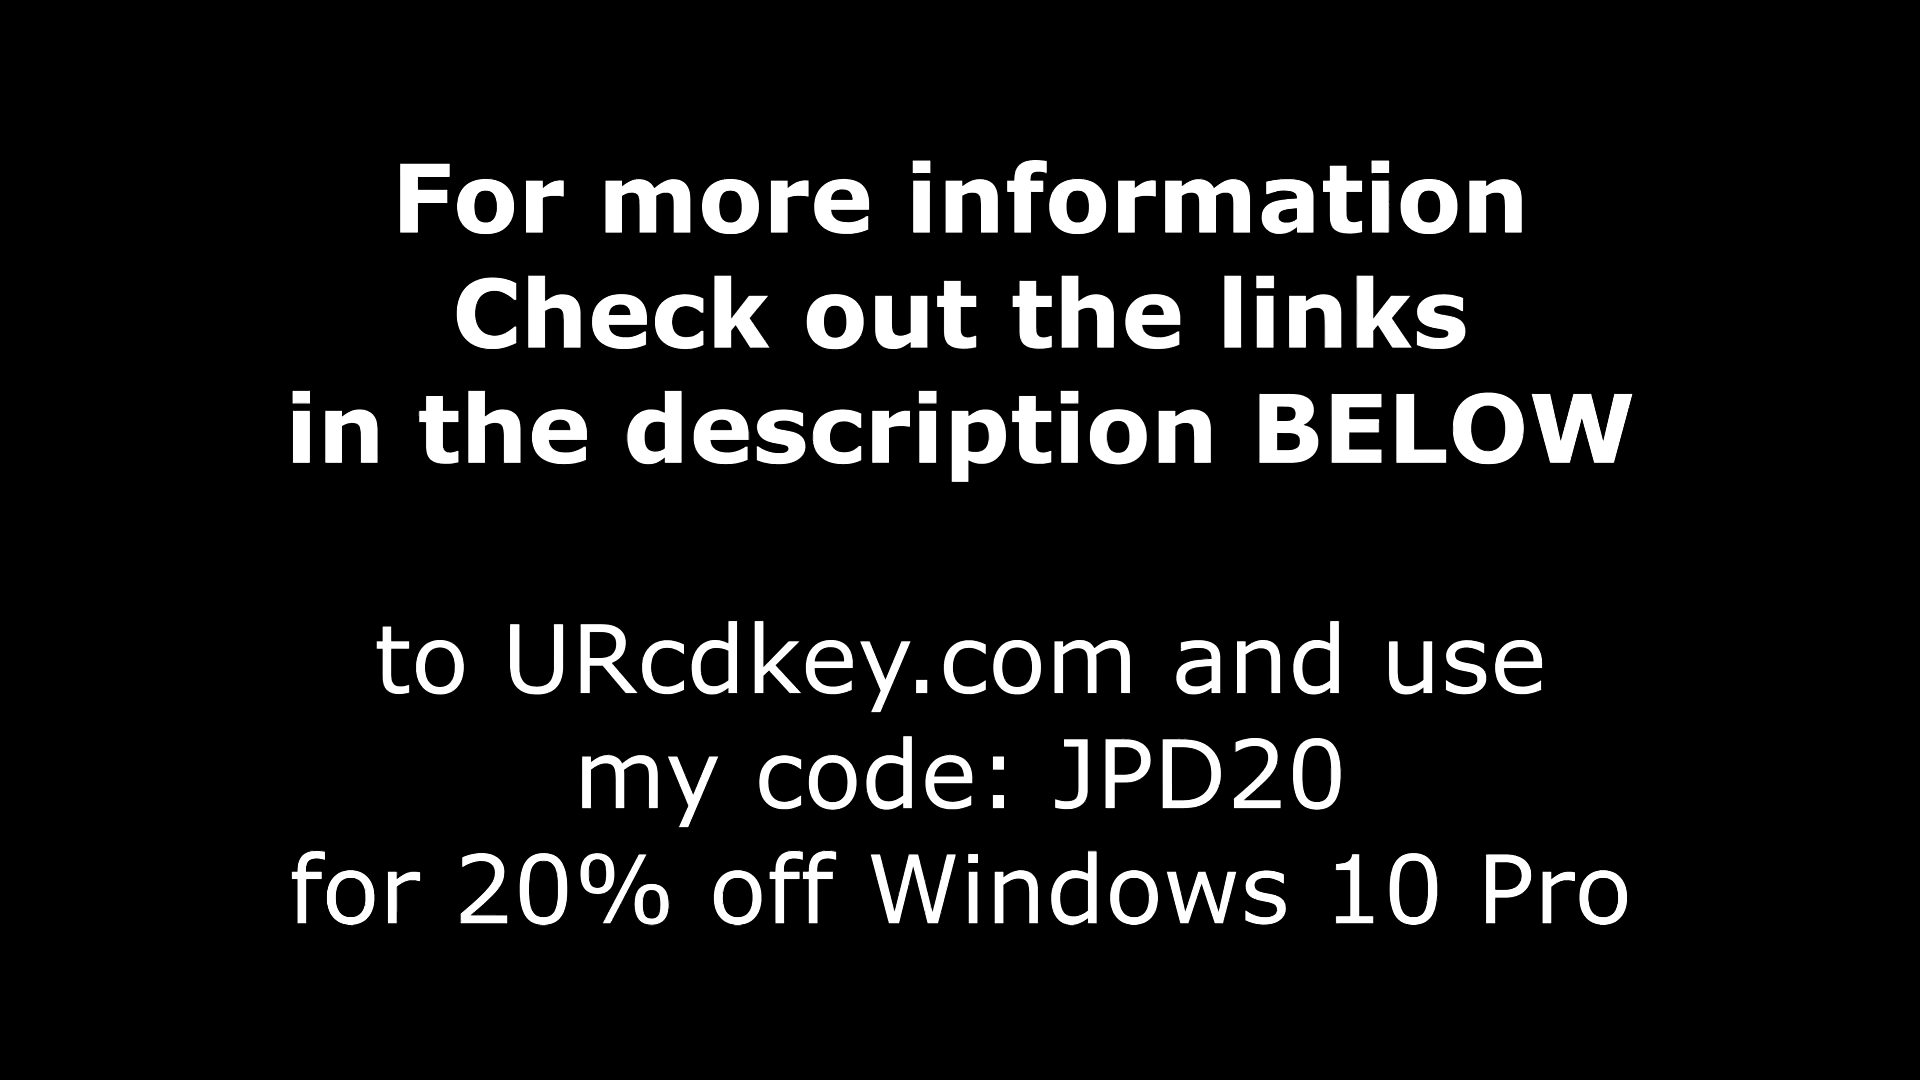 For more information
Check out the links
in the description BELOW
to URcdkey.com and use
my code: JPD20
for 20% off Windows 10 Pro